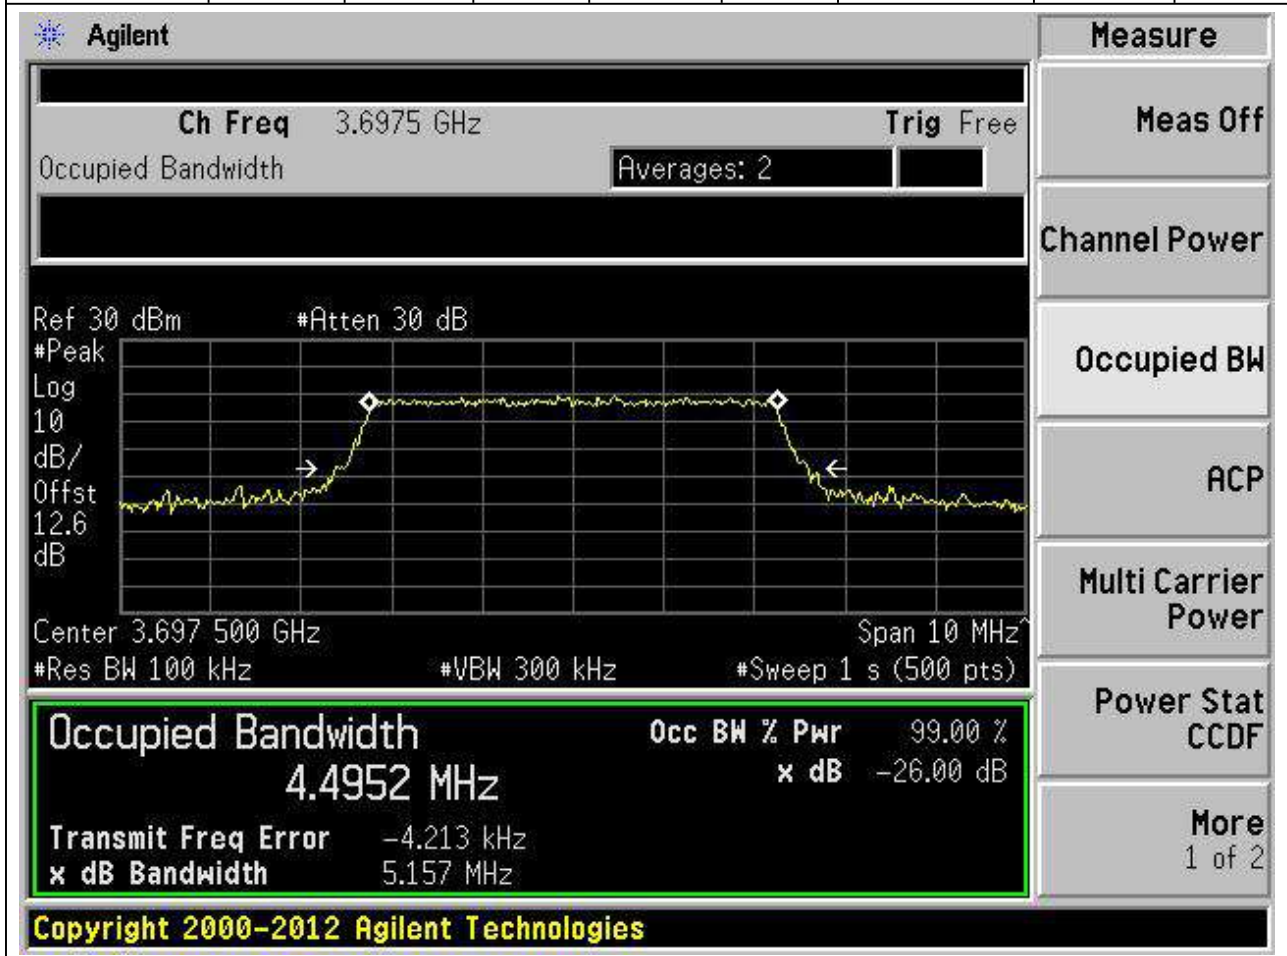 Agilent
Measure
Ch Freq 3.6975 GHz Trig Free
Meas Off
Occupied Bandwidth Averages: 2
Channel Power
Ref 30 dBm #Atten 30 dB
#Peak
Log
10
dB/
Offst
12.6
dB
Occupied BW
ACP
Center 3.697 500 GHz Span 10 MHz^
#Res BW 100 kHz #VBW 300 kHz #Sweep 1 s (500 pts)
Multi Carrier
Power
Occupied Bandwidth Occ BW % Pwr 99.00 %
4.4952 MHz x dB -26.00 dB
Transmit Freq Error -4.213 kHz
x dB Bandwidth 5.157 MHz
Power Stat
CCDF
More
1 of 2
Copyright 2000-2012 Agilent Technologies